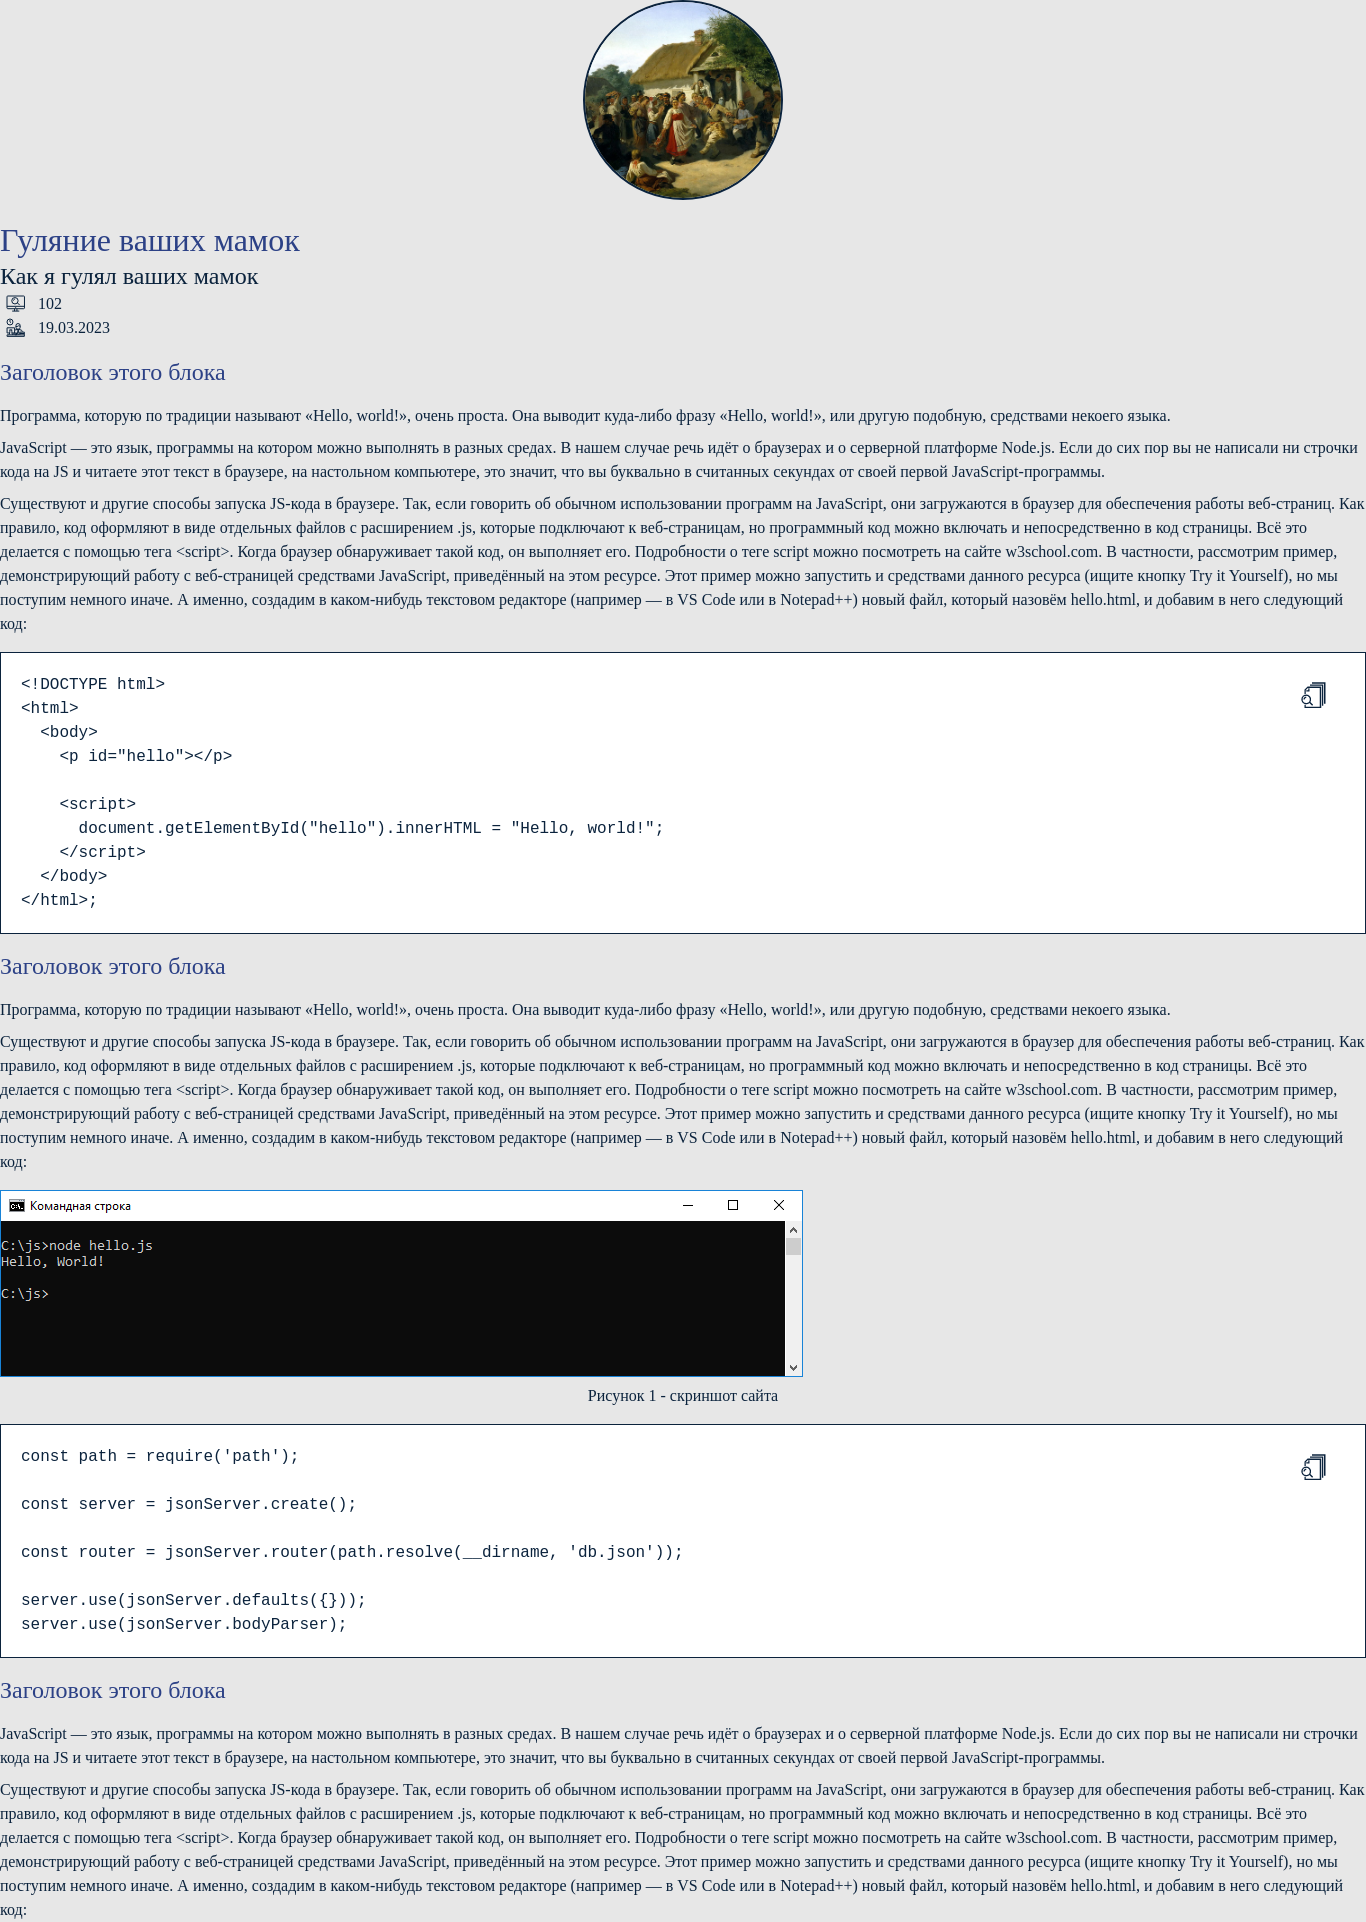 Гуляние ваших мамок
Как я гулял ваших мамок
102
19.03.2023
Заголовок этого блока
Программа, которую по традиции называют «Hello, world!», очень проста. Она выводит куда-либо фразу «Hello, world!», или другую подобную, средствами некоего языка.
JavaScript — это язык, программы на котором можно выполнять в разных средах. В нашем случае речь идёт о браузерах и о серверной платформе Node.js. Если до сих пор вы не написали ни строчки
кода на JS и читаете этот текст в браузере, на настольном компьютере, это значит, что вы буквально в считанных секундах от своей первой JavaScript-программы.
Существуют и другие способы запуска JS-кода в браузере. Так, если говорить об обычном использовании программ на JavaScript, они загружаются в браузер для обеспечения работы веб-страниц. Как
правило, код оформляют в виде отдельных файлов с расширением .js, которые подключают к веб-страницам, но программный код можно включать и непосредственно в код страницы. Всё это
делается с помощью тега <script>. Когда браузер обнаруживает такой код, он выполняет его. Подробности о теге script можно посмотреть на сайте w3school.com. В частности, рассмотрим пример,
демонстрирующий работу с веб-страницей средствами JavaScript, приведённый на этом ресурсе. Этот пример можно запустить и средствами данного ресурса (ищите кнопку Try it Yourself), но мы
поступим немного иначе. А именно, создадим в каком-нибудь текстовом редакторе (например — в VS Code или в Notepad++) новый файл, который назовём hello.html, и добавим в него следующий
код:
<!DOCTYPE html>
<html>
  <body>
    <p id="hello"></p>
    <script>
      document.getElementById("hello").innerHTML = "Hello, world!";
    </script>
  </body>
</html>;
Заголовок этого блока
Программа, которую по традиции называют «Hello, world!», очень проста. Она выводит куда-либо фразу «Hello, world!», или другую подобную, средствами некоего языка.
Существуют и другие способы запуска JS-кода в браузере. Так, если говорить об обычном использовании программ на JavaScript, они загружаются в браузер для обеспечения работы веб-страниц. Как
правило, код оформляют в виде отдельных файлов с расширением .js, которые подключают к веб-страницам, но программный код можно включать и непосредственно в код страницы. Всё это
делается с помощью тега <script>. Когда браузер обнаруживает такой код, он выполняет его. Подробности о теге script можно посмотреть на сайте w3school.com. В частности, рассмотрим пример,
демонстрирующий работу с веб-страницей средствами JavaScript, приведённый на этом ресурсе. Этот пример можно запустить и средствами данного ресурса (ищите кнопку Try it Yourself), но мы
поступим немного иначе. А именно, создадим в каком-нибудь текстовом редакторе (например — в VS Code или в Notepad++) новый файл, который назовём hello.html, и добавим в него следующий
код:
Командная строка
C:\js>node hello.js
Hello, World!
C:\js>
Рисунок 1 - скриншот сайта
const path = require('path');
const server = jsonServer.create();
const router = jsonServer.router(path.resolve(__dirname, 'db.json'));
server.use(jsonServer.defaults({}));
server.use(jsonServer.bodyParser);
Заголовок этого блока
JavaScript — это язык, программы на котором можно выполнять в разных средах. В нашем случае речь идёт о браузерах и о серверной платформе Node.js. Если до сих пор вы не написали ни строчки
кода на JS и читаете этот текст в браузере, на настольном компьютере, это значит, что вы буквально в считанных секундах от своей первой JavaScript-программы.
Существуют и другие способы запуска JS-кода в браузере. Так, если говорить об обычном использовании программ на JavaScript, они загружаются в браузер для обеспечения работы веб-страниц. Как
правило, код оформляют в виде отдельных файлов с расширением .js, которые подключают к веб-страницам, но программный код можно включать и непосредственно в код страницы. Всё это
делается с помощью тега <script>. Когда браузер обнаруживает такой код, он выполняет его. Подробности о теге script можно посмотреть на сайте w3school.com. В частности, рассмотрим пример,
демонстрирующий работу с веб-страницей средствами JavaScript, приведённый на этом ресурсе. Этот пример можно запустить и средствами данного ресурса (ищите кнопку Try it Yourself), но мы
поступим немного иначе. А именно, создадим в каком-нибудь текстовом редакторе (например — в VS Code или в Notepad++) новый файл, который назовём hello.html, и добавим в него следующий
код: